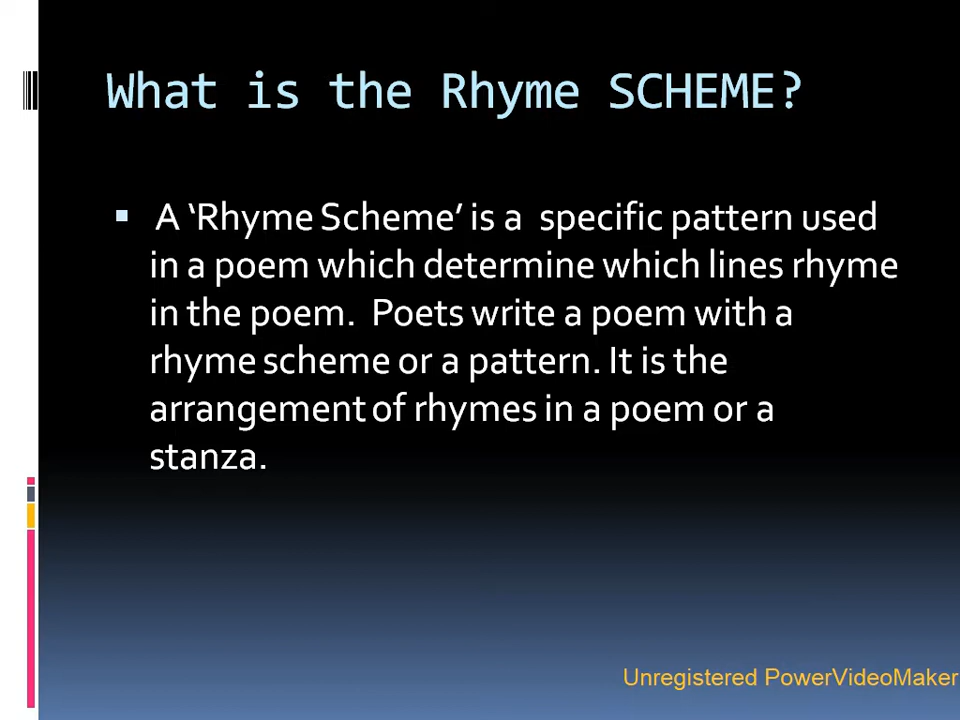 What is the Rhyme SCHEME?
A ‘Rhyme Scheme’ is a specific pattern used
in a poem which determine which lines rhyme
in the poem. Poets write a poem with a
rhyme scheme or a pattern. It is the
arrangement of rhymes in a poem or a
stanza.
Unregistered PowerVideoMaker